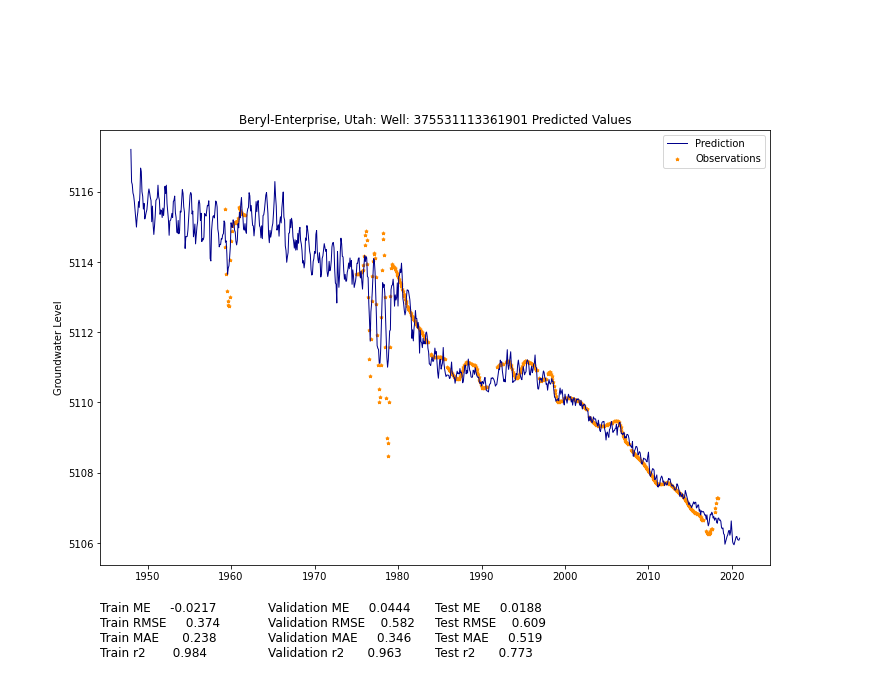 Beryl-Enterprise, Utah: Well: 375531113361901 Predicted Values
Prediction
Observations
Groundwater Level
5116
5114
5112
5110
5108
5106
1950 1960 1970 1980 1990 2000 2010 2020
Train ME -0.0217 Validation ME 0.0444 Test ME 0.0188
Train RMSE 0.374 Validation RMSE 0.582 Test RMSE 0.609
Train MAE 0.238 Validation MAE 0.346 Test MAE 0.519
Train r2 0.984 Validation r2 0.963 Test r2 0.773